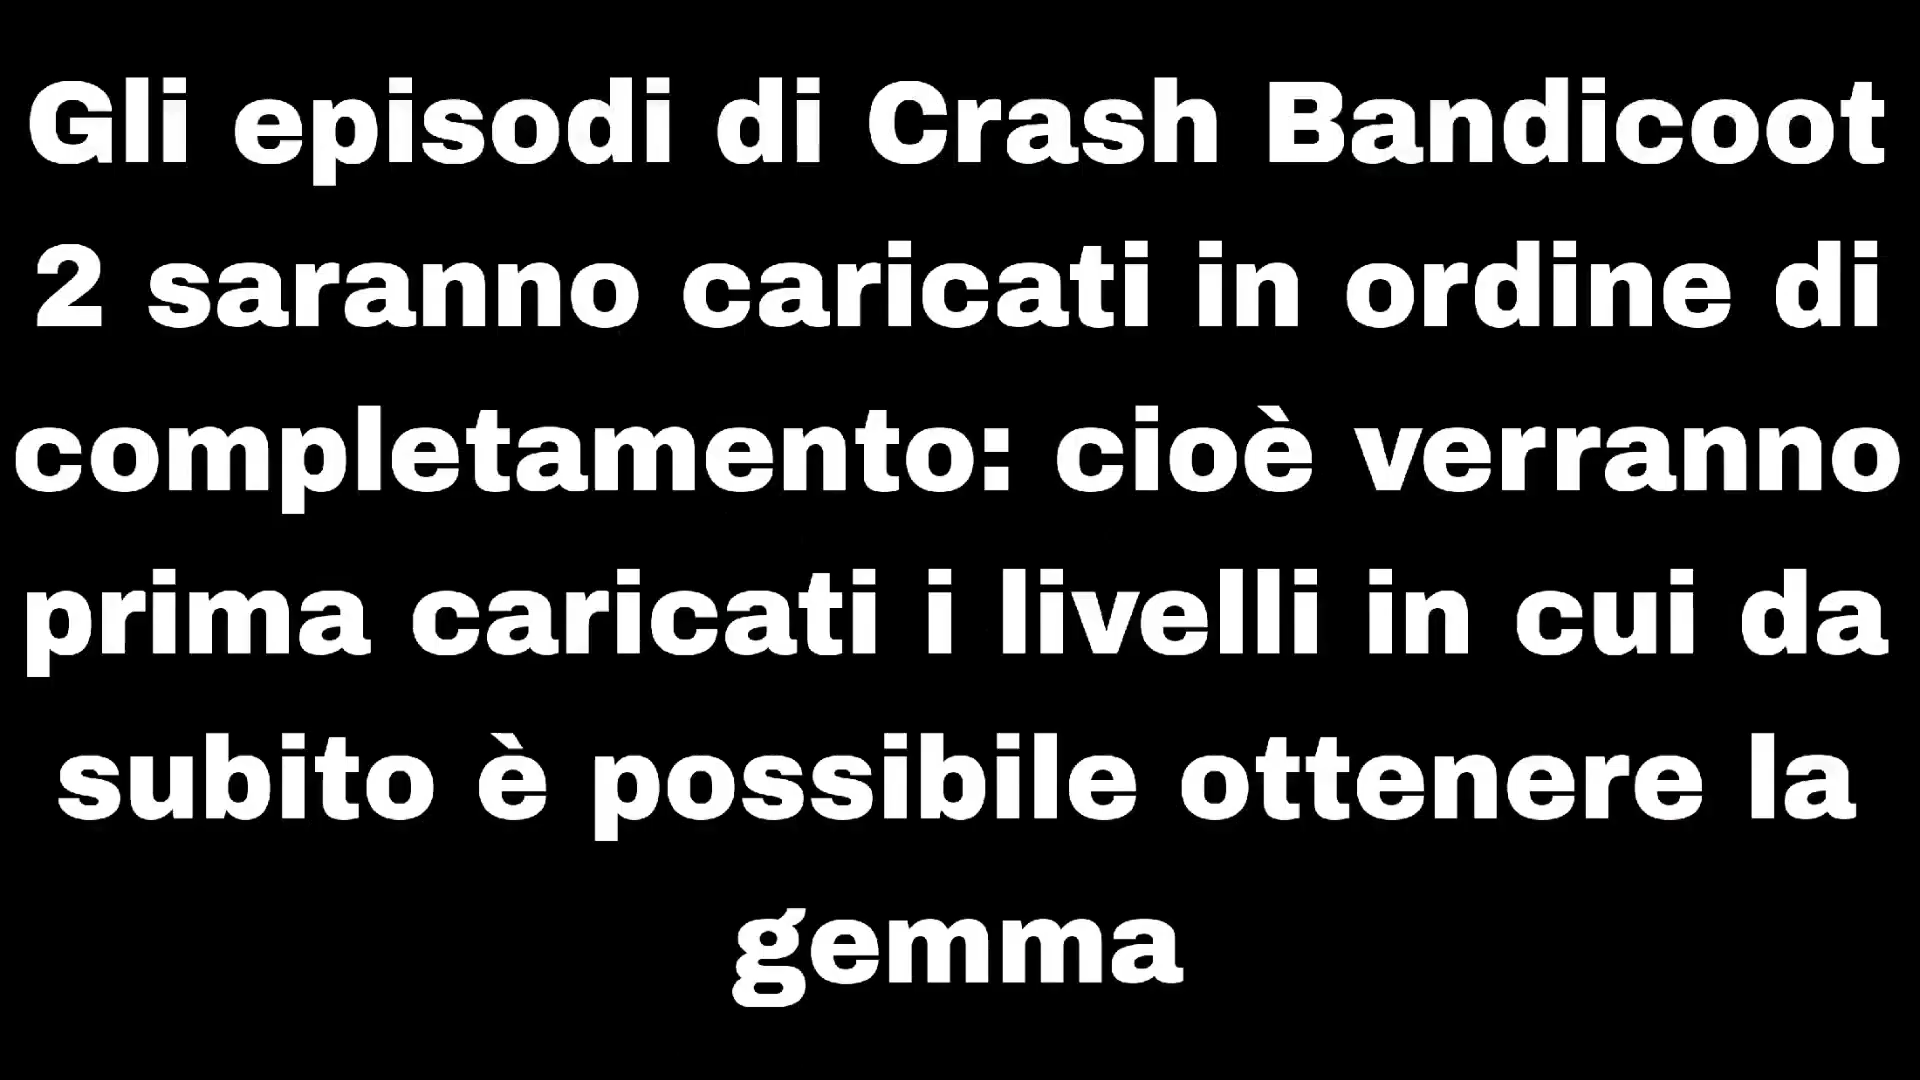 Gli episodi di Crash Bandicoot
2 saranno caricati in ordine di
completamento: cioè verranno
prima caricati i livelli in cui da
subito è possibile ottenere la
gemma